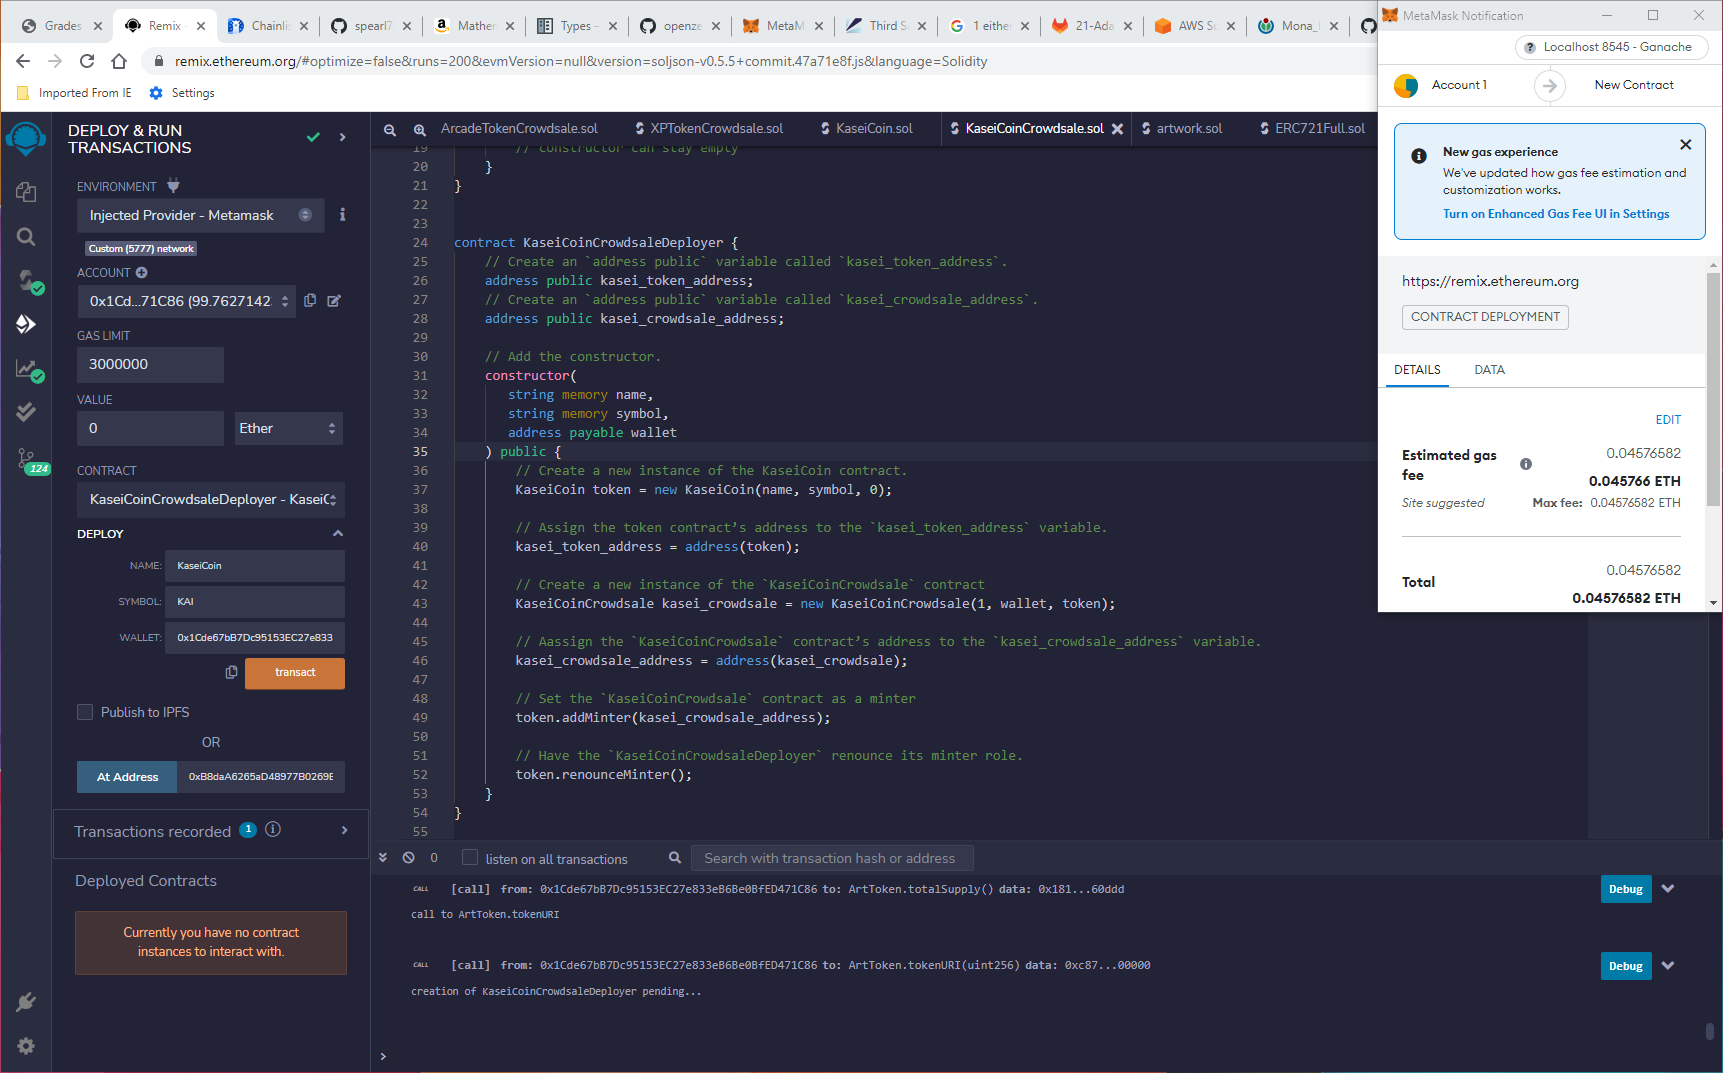 Grades
Remix -
Chainlis
spearl7
Mathem
Types -
openze
MetaM
Third S
1 either
21-Ada
AWS Su
Mona_
remix.ethereum.org/#optimize=false&runs=200&evmVersion=null&version=soljson-v0.5.5+commit.47a71e8f.js&language=Solidity
Imported From IE
Settings
DEPLOY & RUN
TRANSACTIONS
ENVIRONMENT
Injected Provider - Metamask
Custom (5777) network
ACCOUNT
0x1Cd...71C86 (99.7627142
GAS LIMIT
3000000
VALUE
0
Ether
124
CONTRACT
KaseiCoinCrowdsaleDeployer - KaseiC
DEPLOY
NAME:
KaseiCoin
SYMBOL:
KAI
WALLET:
0x1Cde67bB7Dc95153EC27e833
transact
Publish to IPFS
OR
At Address
0xB8daA6265aD48977B0269E
Transactions recorded 1
Deployed Contracts
Currently you have no contract
instances to interact with.
ArcadeTokenCrowdsale.sol
XPTokenCrowdsale.sol
KaseiCoin.sol
KaseiCoinCrowdsale.sol
artwork.sol
ERC721Full.sol
19 // constructor can stay empty
20 }
21 }
22
23
24 contract KaseiCoinCrowdsaleDeployer {
25 // Create an `address public` variable called `kasei_token_address`.
26 address public kasei_token_address;
27 // Create an `address public` variable called `kasei_crowdsale_address`.
28 address public kasei_crowdsale_address;
29
30 // Add the constructor.
31 constructor(
32 string memory name,
33 string memory symbol,
34 address payable wallet
35 ) public {
36 // Create a new instance of the KaseiCoin contract.
37 KaseiCoin token = new KaseiCoin(name, symbol, 0);
38
39 // Assign the token contract’s address to the `kasei_token_address` variable.
40 kasei_token_address = address(token);
41
42 // Create a new instance of the `KaseiCoinCrowdsale` contract
43 KaseiCoinCrowdsale kasei_crowdsale = new KaseiCoinCrowdsale(1, wallet, token);
44
45 // Aassign the `KaseiCoinCrowdsale` contract’s address to the `kasei_crowdsale_address` variable.
46 kasei_crowdsale_address = address(kasei_crowdsale);
47
48 // Set the `KaseiCoinCrowdsale` contract as a minter
49 token.addMinter(kasei_crowdsale_address);
50
51 // Have the `KaseiCoinCrowdsaleDeployer` renounce its minter role.
52 token.renounceMinter();
53 }
54 }
55
0
listen on all transactions
Search with transaction hash or address
CALL [call] from: 0x1Cde67bB7Dc95153EC27e833eB6Be0BfED471C86 to: ArtToken.totalSupply() data: 0x181...60ddd
Debug
call to ArtToken.tokenURI
CALL [call] from: 0x1Cde67bB7Dc95153EC27e833eB6Be0BfED471C86 to: ArtToken.tokenURI(uint256) data: 0xc87...00000
Debug
creation of KaseiCoinCrowdsaleDeployer pending...
>
MetaMask Notification
Localhost 8545 - Ganache
Account 1
New Contract
New gas experience
We've updated how gas fee estimation and
customization works.
Turn on Enhanced Gas Fee UI in Settings
https://remix.ethereum.org
CONTRACT DEPLOYMENT
DETAILS
DATA
EDIT
Estimated gas
fee
0.04576582
0.045766 ETH
Site suggested
Max fee: 0.04576582 ETH
0.04576582
Total
0.04576582 ETH